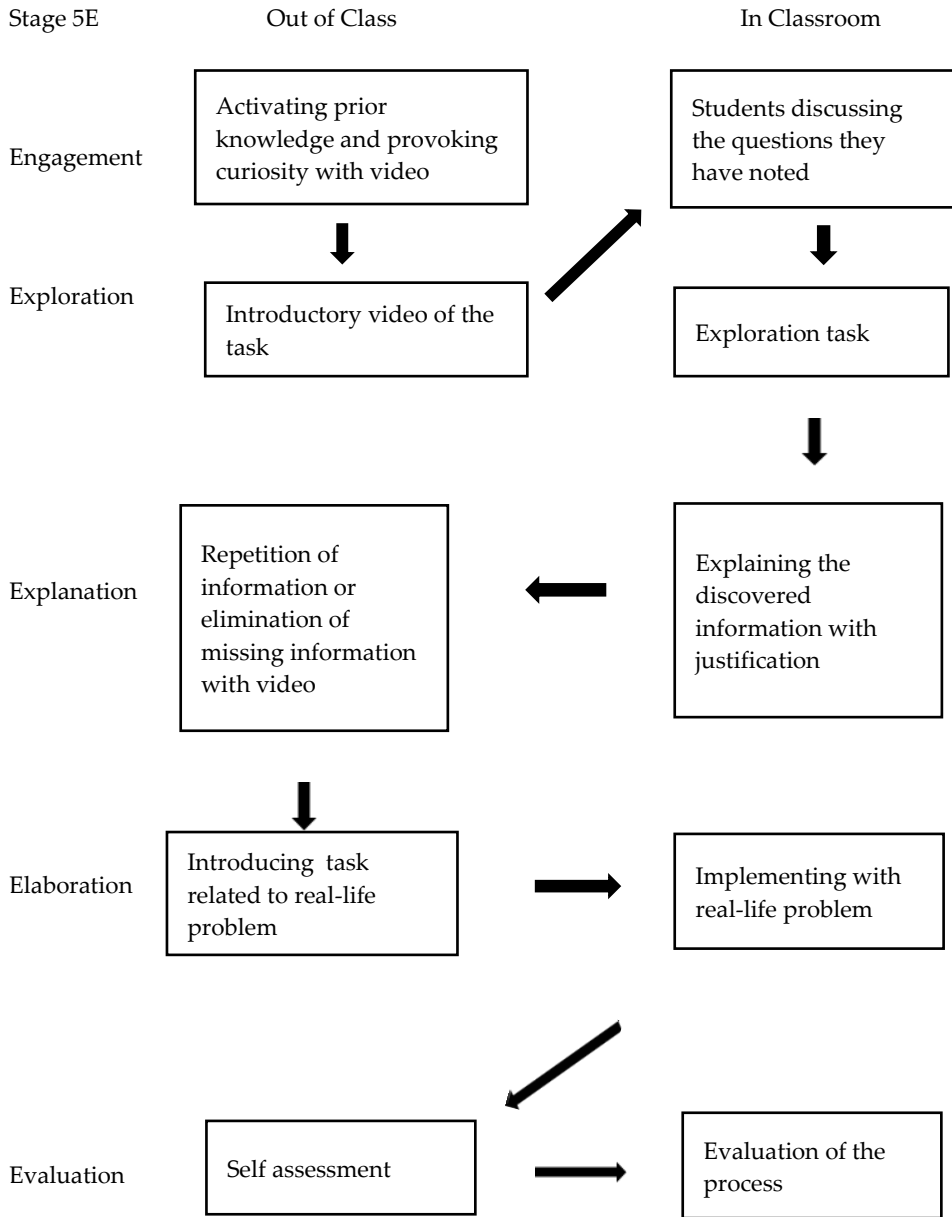 Stage 5E Out of Class In Classroom
Engagement
Activating prior
knowledge and provoking
curiosity with video
Students discussing
the questions they
have noted
Exploration
Introductory video of the
task
Exploration task
Explanation
Repetition of
information or
elimination of
missing information
with video
Explaining the
discovered
information with
justification
Elaboration
Introducing task
related to real-life
problem
Implementing with
real-life problem
Evaluation
Self assessment
Evaluation of the
process